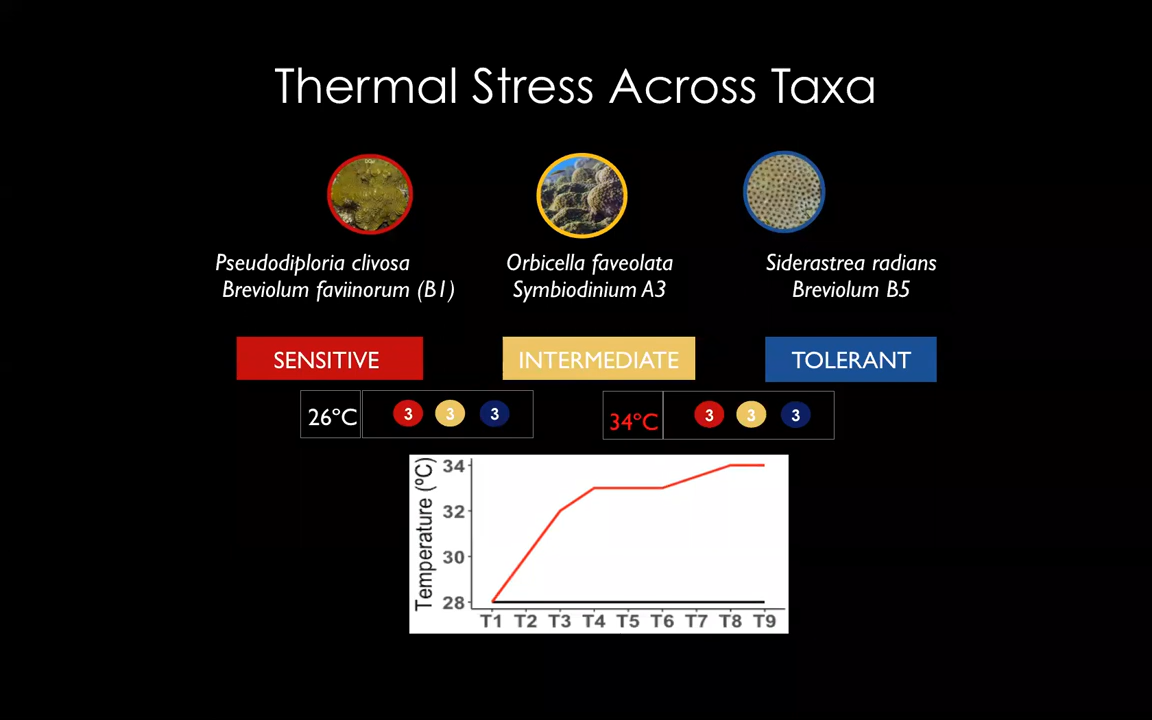 Thermal Stress Across Taxa
Pseudodiploria clivosa
Breviolum faviinorum (B1)
Orbicella faveolata
Symbiodinium A3
Siderastrea radians
Breviolum B5
SENSITIVE
INTERMEDIATE
TOLERANT
26°C
3 3 3
34°C
3 3 3
Temperature (ºC)
34
32
30
28
T1 T2 T3 T4 T5 T6 T7 T8 T9